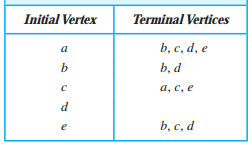 Initial Vertex Terminal Vertices
a b, c, d, e
b b, d
c a, c, e
d
e b, c, d